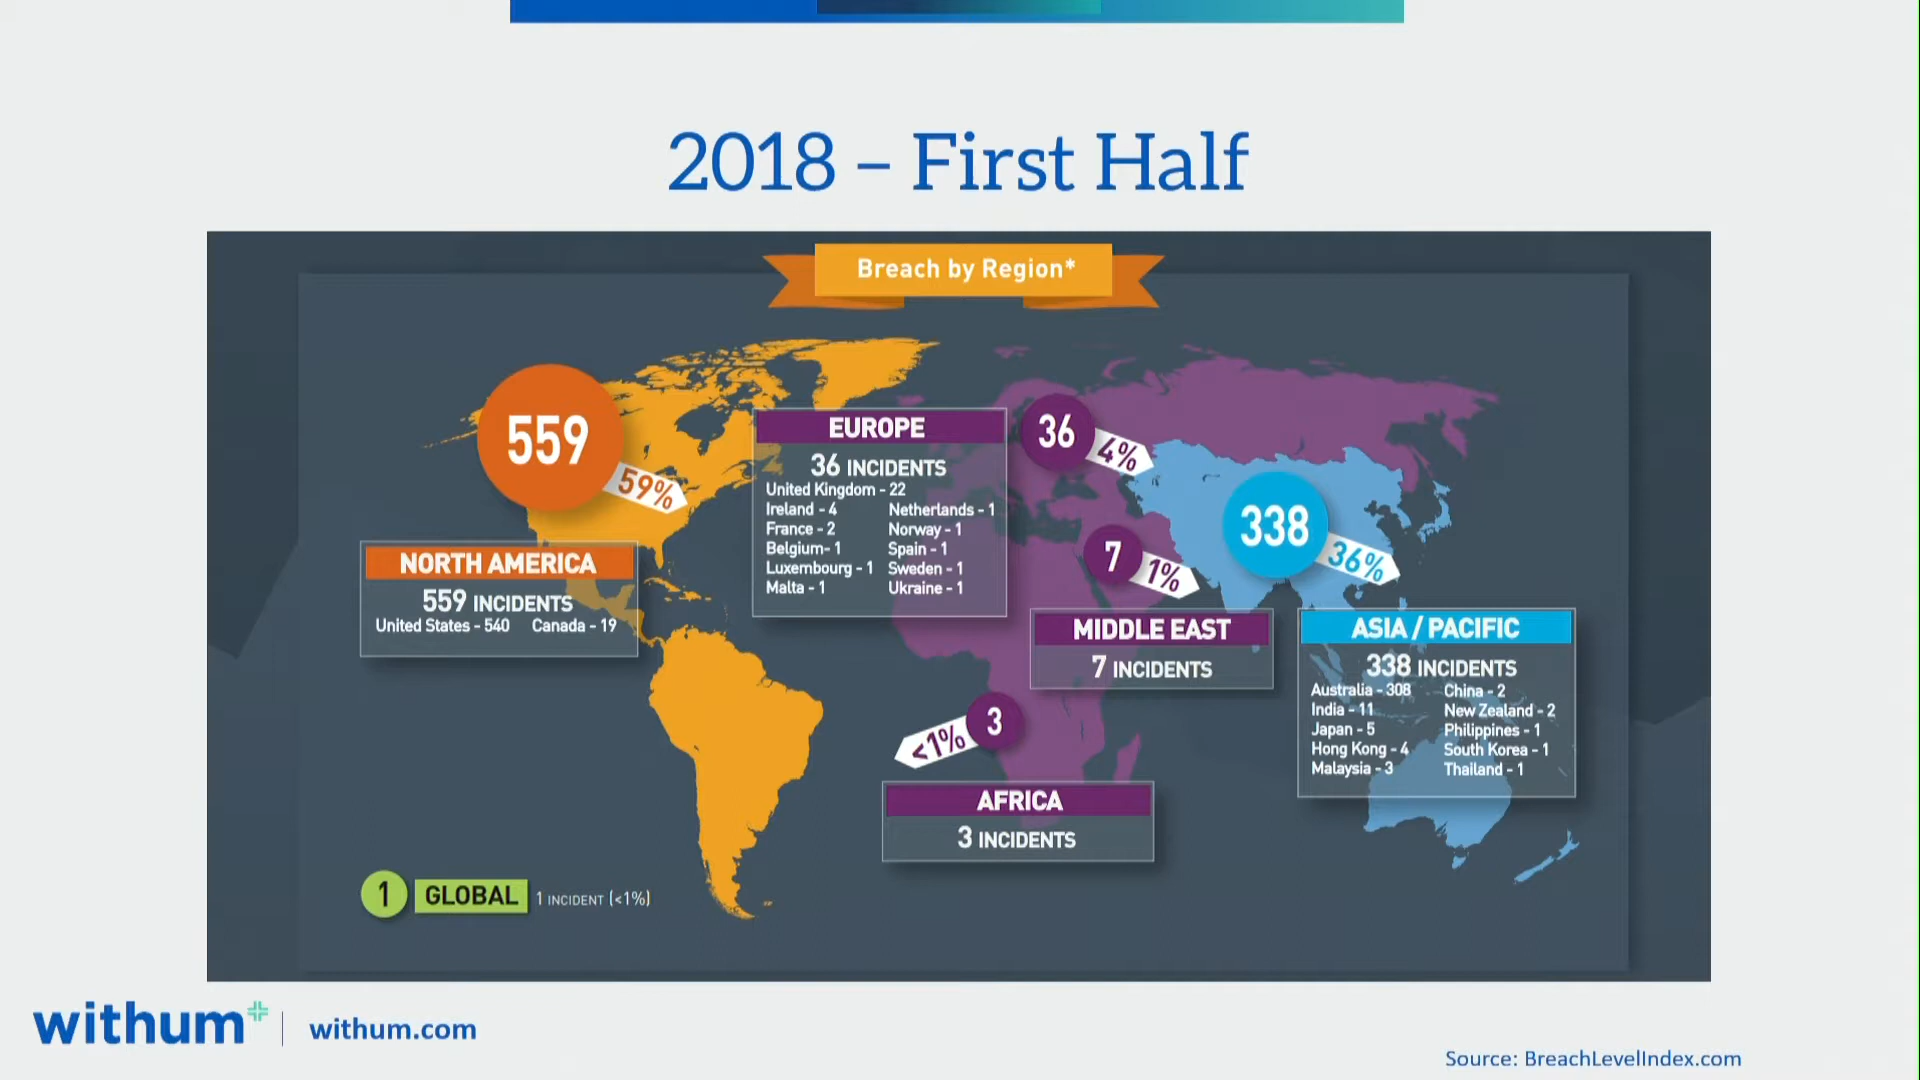 2018 – First Half
Breach by Region*
559
59%
NORTH AMERICA
559 INCIDENTS
United States - 540 Canada - 19
EUROPE
36 INCIDENTS
United Kingdom - 22
Ireland - 4 Netherlands - 1
France - 2 Norway - 1
Belgium- 1 Spain - 1
Luxembourg - 1 Sweden - 1
Malta - 1 Ukraine - 1
36
4%
7
1%
MIDDLE EAST
7 INCIDENTS
338
36%
ASIA / PACIFIC
338 INCIDENTS
Australia - 308 China - 2
India - 11 New Zealand - 2
Japan - 5 Philippines - 1
Hong Kong - 4 South Korea - 1
Malaysia - 3 Thailand - 1
3
<1%
AFRICA
3 INCIDENTS
1 GLOBAL 1 INCIDENT (<1%)
withum+ | withum.com
Source: BreachLevelIndex.com